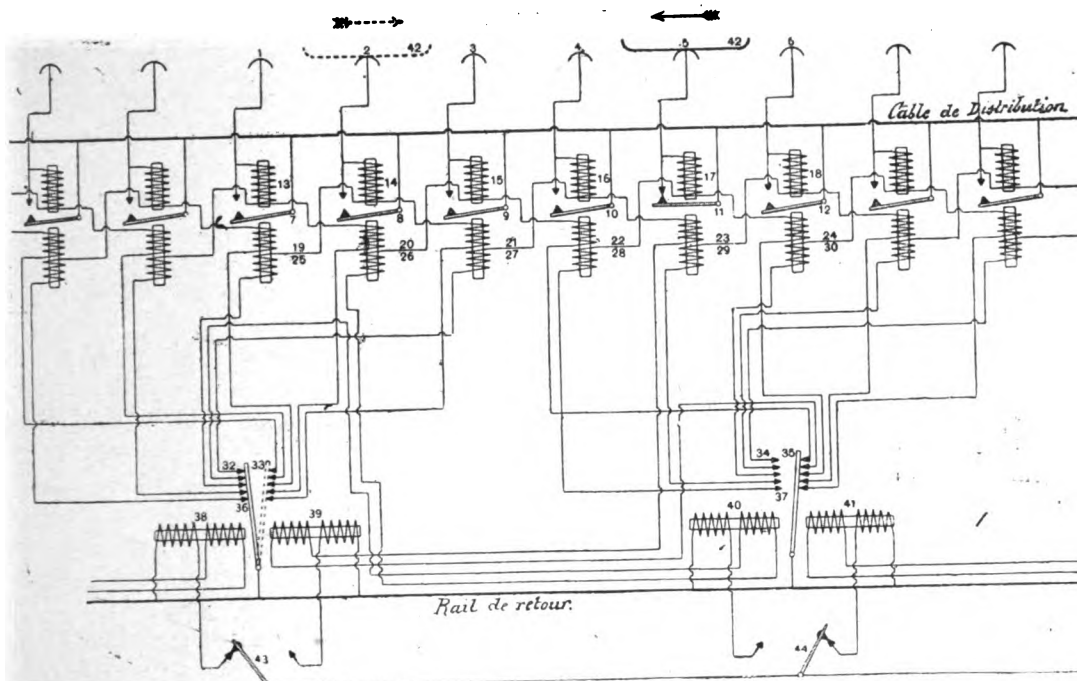 42 42
1 2 3 4 5 6
Câble de Distribution
13 14 15 16 17 18
7 8 9 10 11 12
19 20 21 22 23 24
25 26 27 28 29 30
32 33 34 35
36 37
38 39 40 41
Rail de retour.
43 44